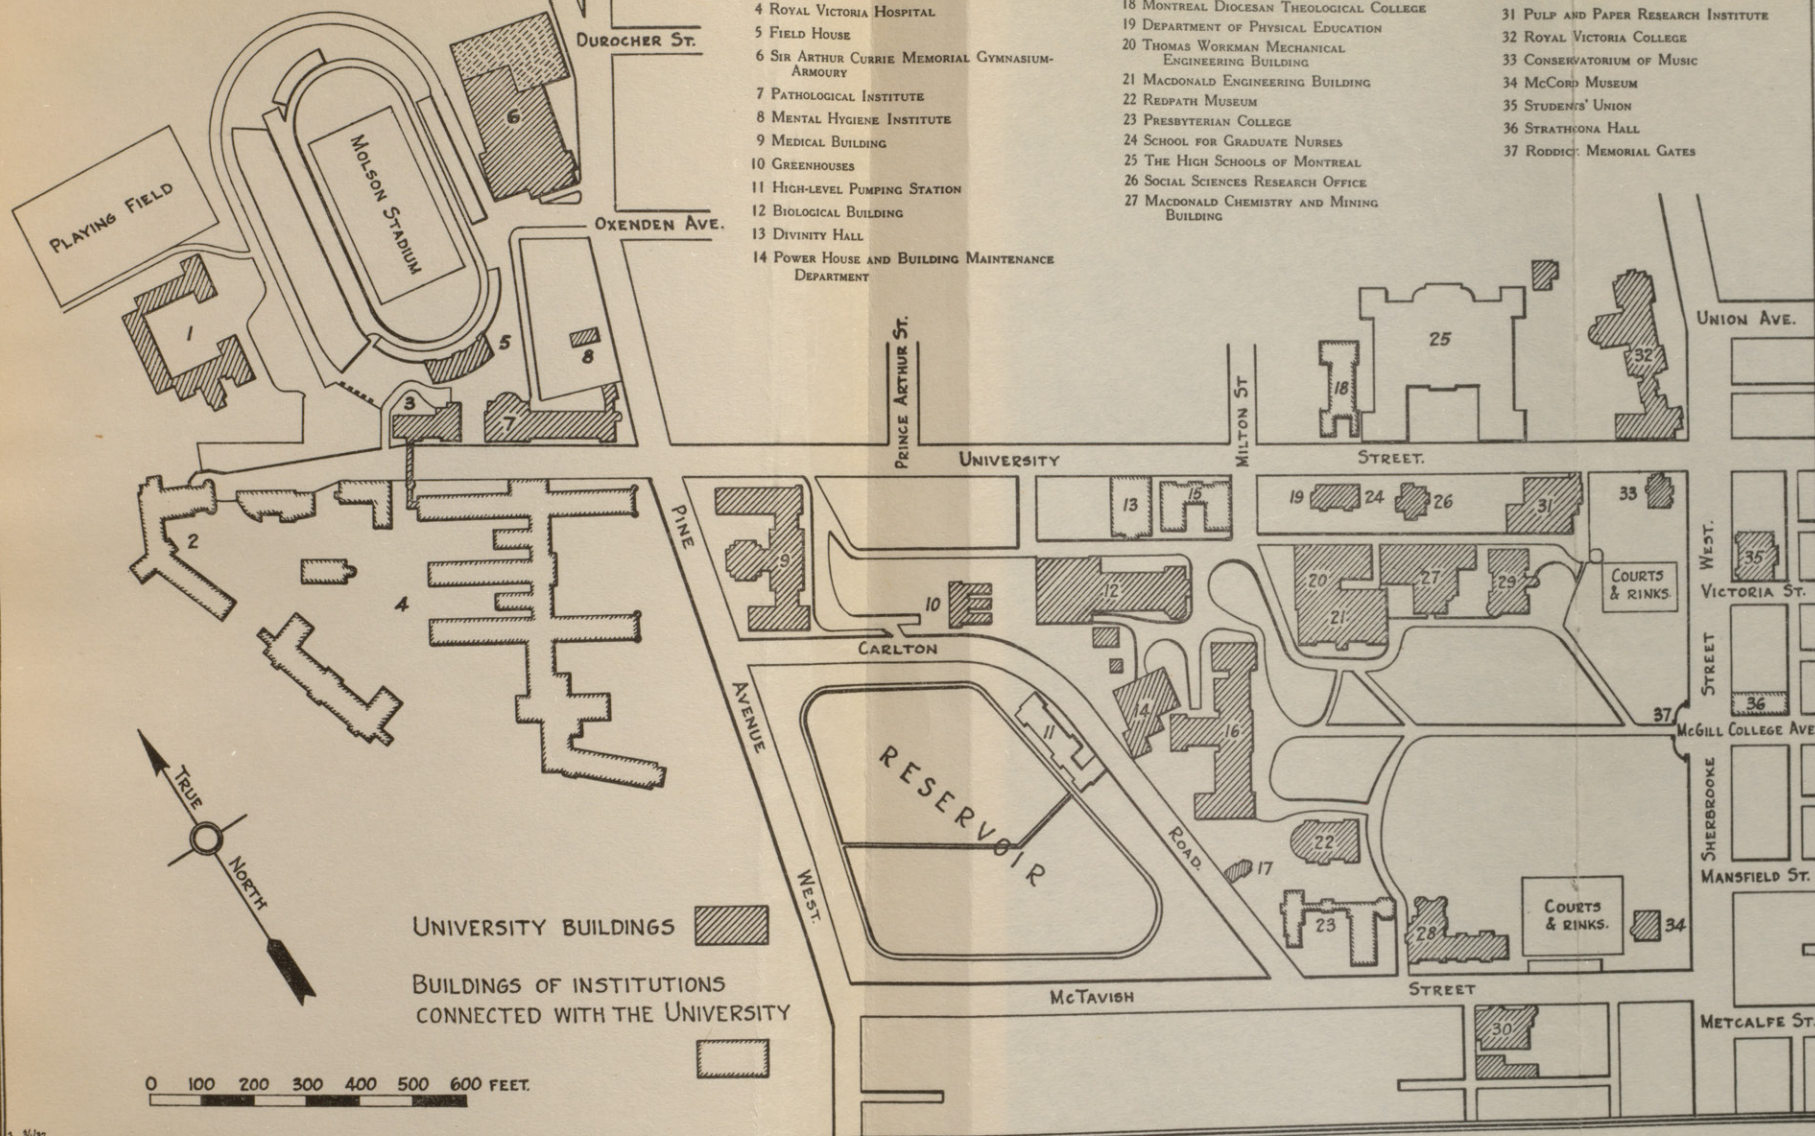 4 Royal Victoria Hospital
5 Field House
6 Sir Arthur Currie Memorial Gymnasium-
Armoury
7 Pathological Institute
8 Mental Hygiene Institute
9 Medical Building
10 Greenhouses
11 High-level Pumping Station
12 Biological Building
13 Divinity Hall
14 Power House and Building Maintenance
Department
18 Montreal Diocesan Theological College
19 Department of Physical Education
20 Thomas Workman Mechanical
Engineering Building
21 Macdonald Engineering Building
22 Redpath Museum
23 Presbyterian College
24 School for Graduate Nurses
25 The High Schools of Montreal
26 Social Sciences Research Office
27 Macdonald Chemistry and Mining
Building
31 Pulp and Paper Research Institute
32 Royal Victoria College
33 Conservatorium of Music
34 McCord Museum
35 Students' Union
36 Strathcona Hall
37 Roddick Memorial Gates
DUROCHER ST.
6
MOLSON STADIUM
PLAYING FIELD
OXENDEN AVE.
1
5
8
3
7
PRINCE ARTHUR ST.
MILTON ST
18
25
32
UNION AVE.
UNIVERSITY
STREET.
2
4
PINE
9
10
12
13
15
19
24
26
31
33
20
21
27
29
COURTS
& RINKS.
WEST.
35
VICTORIA ST.
CARLTON
STREET
36
37
McGILL COLLEGE AVE
AVENUE
11
14
16
RESERVOIR
ROAD.
SHERBROOKE
TRUE
NORTH
22
17
MANSFIELD ST.
WEST.
23
28
COURTS
& RINKS.
34
UNIVERSITY BUILDINGS
BUILDINGS OF INSTITUTIONS
CONNECTED WITH THE UNIVERSITY
McTAVISH
STREET
30
METCALFE ST.
0 100 200 300 400 500 600 FEET.